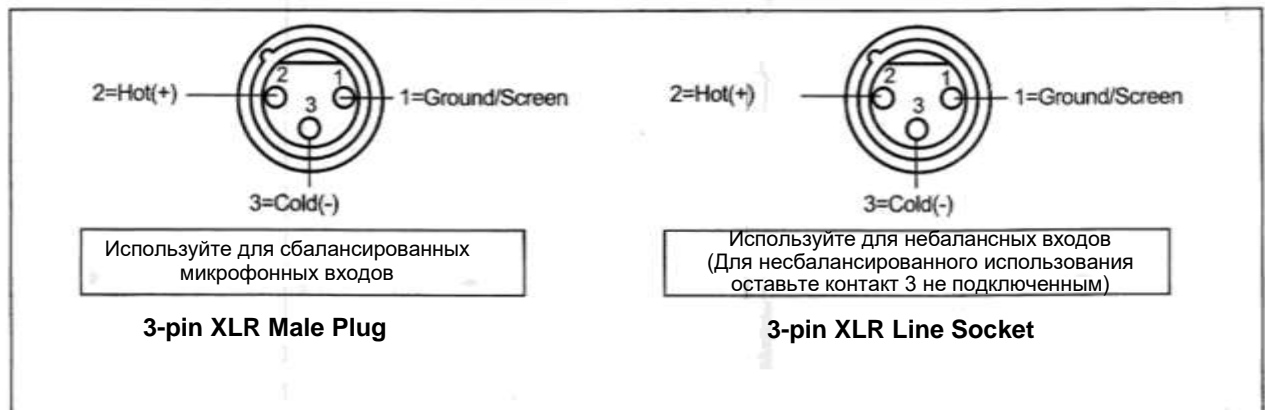 2
1
2=Hot(+)
3
1=Ground/Screen
3=Cold(-)
Используйте для сбалансированных
микрофонных входов
3-pin XLR Male Plug
2
1
2=Hot(+)
3
1=Ground/Screen
3=Cold(-)
Используйте для небалансных входов
(Для несбалансированного использования
оставьте контакт 3 не подключенным)
3-pin XLR Line Socket